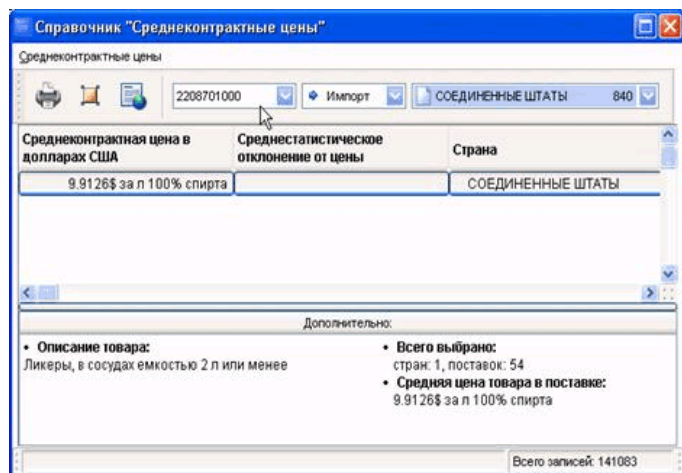 Справочник "Среднеконтрактные цены"
Среднеконтрактные цены
2208701000 Импорт СОЕДИНЕННЫЕ ШТАТЫ 840
Среднеконтрактная цена в долларах США Среднестатистическое отклонение от цены Страна
9.9126$ за л 100% спирта СОЕДИНЕННЫЕ ШТАТЫ
Дополнительно:
• Описание товара:
Ликеры, в сосудах емкостью 2 л или менее
• Всего выбрано:
стран: 1, поставок: 54
• Средняя цена товара в поставке:
9.9126$ за л 100% спирта
Всего записей: 141083